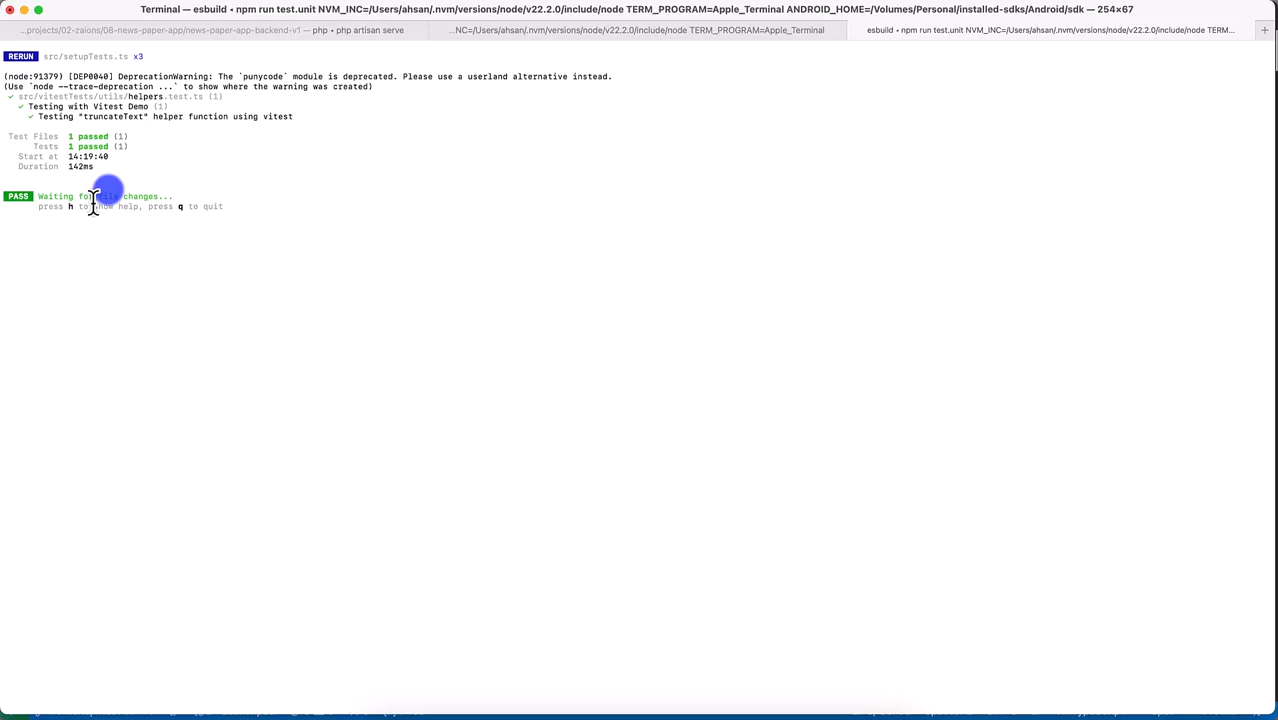 Terminal — esbuild ◂ npm run test.unit NVM_INC=/Users/ahsan/.nvm/versions/node/v22.2.0/include/node TERM_PROGRAM=Apple_Terminal ANDROID_HOME=/Volumes/Personal/installed-sdks/Android/sdk — 254×67
...projects/02-zaions/08-news-paper-app/news-paper-app-backend-v1 — php • php artisan serve
...NC=/Users/ahsan/.nvm/versions/node/v22.2.0/include/node TERM_PROGRAM=Apple_Terminal
esbuild ◂ npm run test.unit NVM_INC=/Users/ahsan/.nvm/versions/node/v22.2.0/include/node TERM...
RERUN src/setupTests.ts x3
(node:91379) [DEP0040] DeprecationWarning: The `punycode` module is deprecated. Please use a userland alternative instead.
(Use `node --trace-deprecation ...` to show where the warning was created)
✓ src/vitestTests/utils/helpers.test.ts (1)
✓ Testing with Vitest Demo (1)
✓ Testing "truncateText" helper function using vitest
Test Files 1 passed (1)
Tests 1 passed (1)
Start at 14:19:40
Duration 142ms
PASS Waiting for file changes...
press h to show help, press q to quit